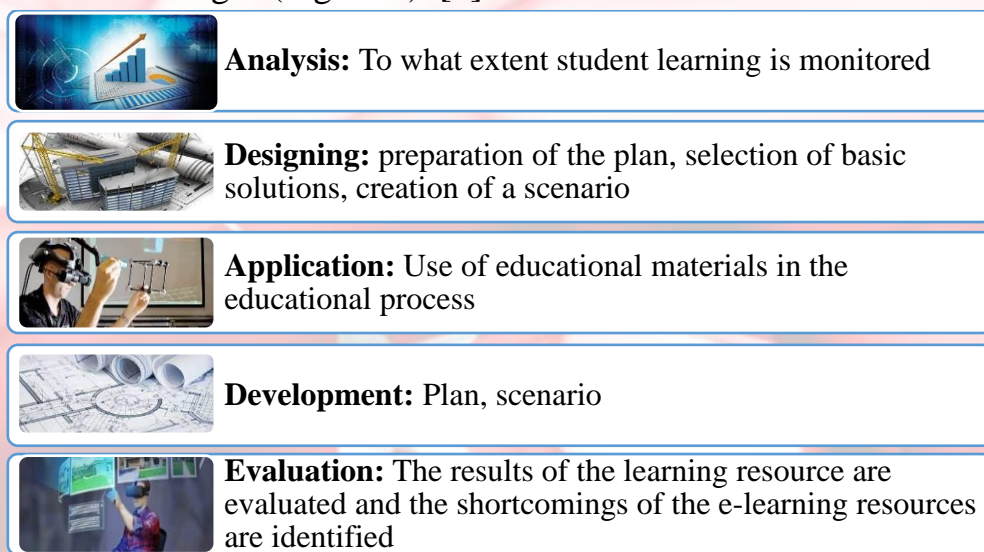 Analysis: To what extent student learning is monitored
Designing: preparation of the plan, selection of basic
solutions, creation of a scenario
Application: Use of educational materials in the
educational process
Development: Plan, scenario
Evaluation: The results of the learning resource are
evaluated and the shortcomings of the e-learning resources
are identified